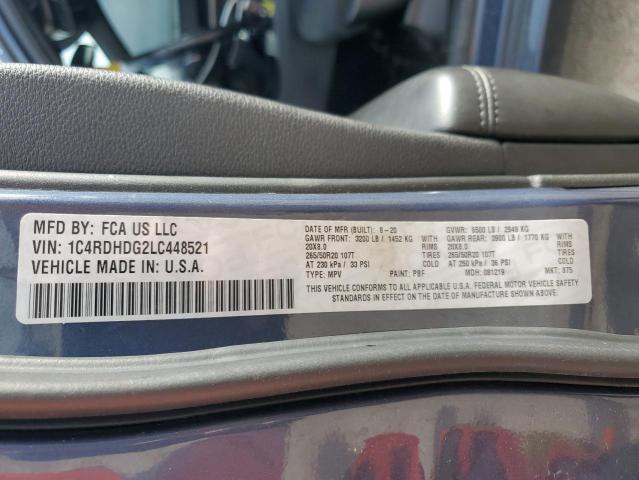 MFD BY: FCA US LLC
VIN: 1C4RDHDG2LC448521
VEHICLE MADE IN: U.S.A.
DATE OF MFR (BUILT): 8-20 GVWR: 6500 LB / 2949 KG
GAWR FRONT: 3200 LB / 1452 KG WITH GAWR REAR: 3900 LB / 1770 KG WITH
20X8.0 RIMS 20X8.0 RIMS
265/50R20 107T TIRES 265/50R20 107T TIRES
AT 230 kPa / 33 PSI COLD AT 250 kPa / 36 PSI COLD
TYPE: MPV PAINT: PBF MDH: 081219 MKT: 875
THIS VEHICLE CONFORMS TO ALL APPLICABLE U.S.A. FEDERAL MOTOR VEHICLE SAFETY
STANDARDS IN EFFECT ON THE DATE OF MANUFACTURE SHOWN ABOVE.